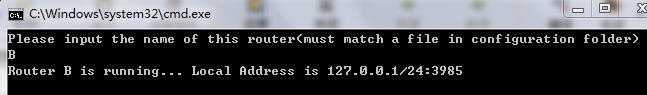 C:\Windows\system32\cmd.exe
Please input the name of this router(must match a file in configuration folder)
B
Router B is running... Local Address is 127.0.0.1/24:3985